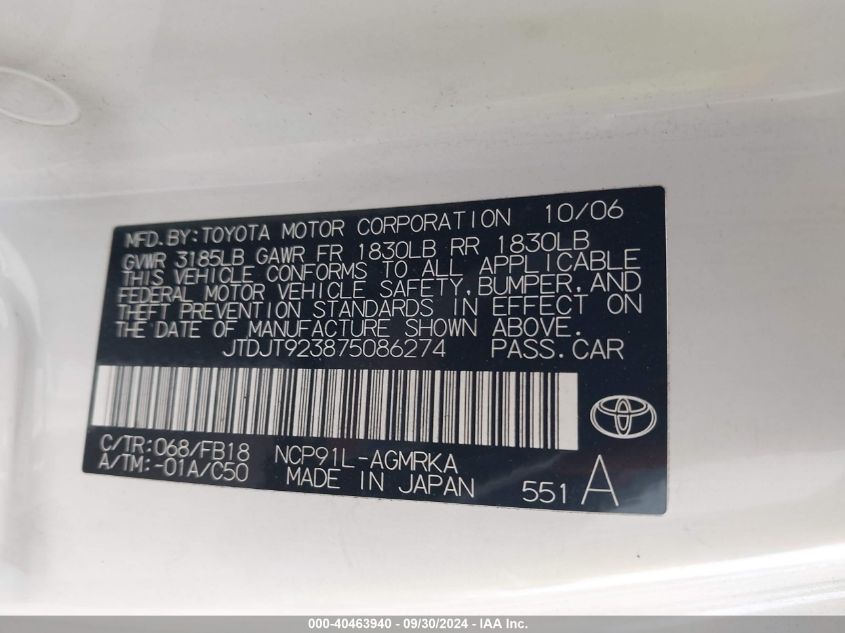 MFD.BY:TOYOTA MOTOR CORPORATION 10/06
GVWR 3185LB GAWR FR 1830LB RR 1830LB
THIS VEHICLE CONFORMS TO ALL APPLICABLE
FEDERAL MOTOR VEHICLE SAFETY,BUMPER,AND
THEFT PREVENTION STANDARDS IN EFFECT ON
THE DATE OF MANUFACTURE SHOWN ABOVE.
JTDJT923875086274 PASS.CAR
C/TR:068/FB18 NCP91L-AGMRKA
A/TM:-01A/C50 MADE IN JAPAN 551 A
000-40463940 - 09/30/2024 - IAA Inc.